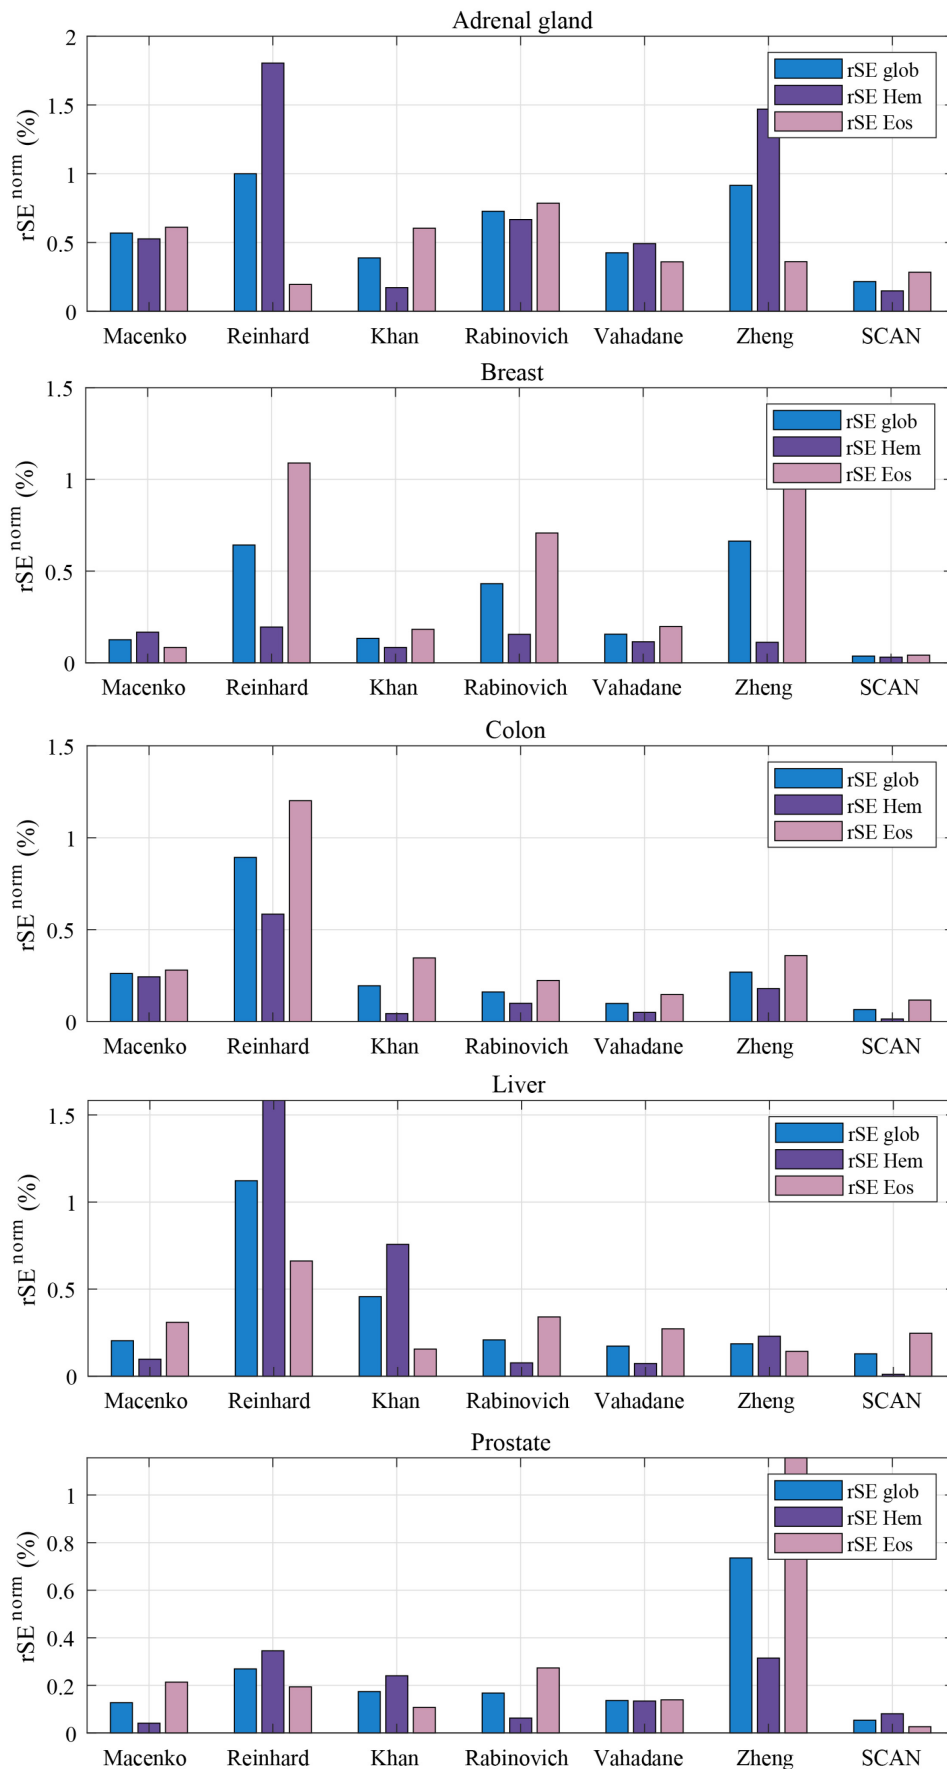 Adrenal gland
rSE^norm (%)
2
1.5
1
0.5
0
rSE glob
rSE Hem
rSE Eos
Macenko Reinhard Khan Rabinovich Vahadane Zheng SCAN
Breast
rSE^norm (%)
1.5
1
0.5
0
rSE glob
rSE Hem
rSE Eos
Macenko Reinhard Khan Rabinovich Vahadane Zheng SCAN
Colon
rSE^norm (%)
1.5
1
0.5
0
rSE glob
rSE Hem
rSE Eos
Macenko Reinhard Khan Rabinovich Vahadane Zheng SCAN
Liver
rSE^norm (%)
1.5
1
0.5
0
rSE glob
rSE Hem
rSE Eos
Macenko Reinhard Khan Rabinovich Vahadane Zheng SCAN
Prostate
rSE^norm (%)
1
0.8
0.6
0.4
0.2
0
rSE glob
rSE Hem
rSE Eos
Macenko Reinhard Khan Rabinovich Vahadane Zheng SCAN